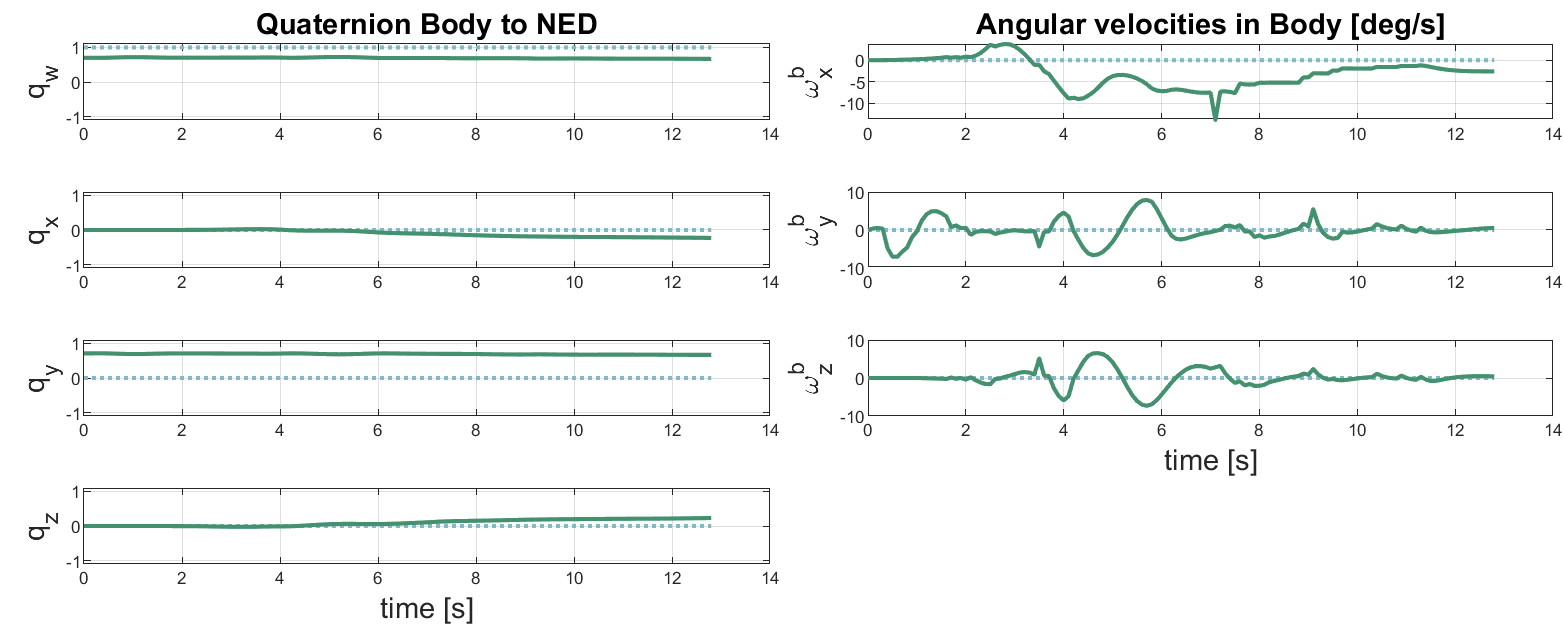 Quaternion Body to NED
q_w
1
0
-1
0 2 4 6 8 10 12 14
q_x
1
0
-1
0 2 4 6 8 10 12 14
q_y
1
0
-1
0 2 4 6 8 10 12 14
q_z
1
0
-1
0 2 4 6 8 10 12 14
time [s]
Angular velocities in Body [deg/s]
ω^b_x
0
-5
-10
0 2 4 6 8 10 12 14
ω^b_y
10
0
-10
0 2 4 6 8 10 12 14
ω^b_z
10
0
-10
0 2 4 6 8 10 12 14
time [s]